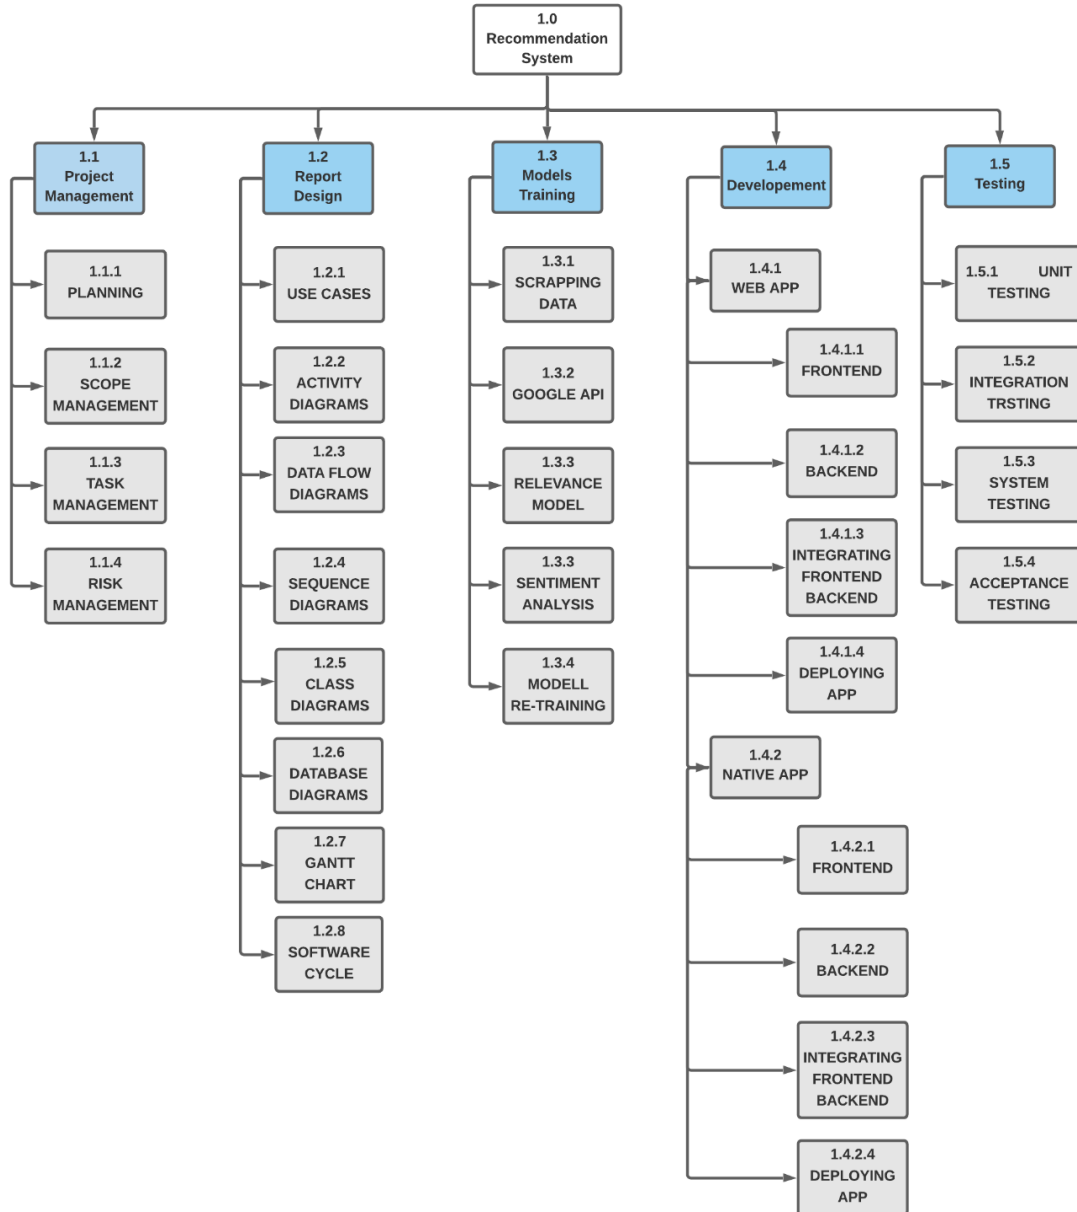 1.0
Recommendation
System
1.1
Project
Management
1.2
Report
Design
1.3
Models
Training
1.4
Developement
1.5
Testing
1.1.1
PLANNING
1.1.2
SCOPE
MANAGEMENT
1.1.3
TASK
MANAGEMENT
1.1.4
RISK
MANAGEMENT
1.2.1
USE CASES
1.2.2
ACTIVITY
DIAGRAMS
1.2.3
DATA FLOW
DIAGRAMS
1.2.4
SEQUENCE
DIAGRAMS
1.2.5
CLASS
DIAGRAMS
1.2.6
DATABASE
DIAGRAMS
1.2.7
GANTT
CHART
1.2.8
SOFTWARE
CYCLE
1.3.1
SCRAPPING
DATA
1.3.2
GOOGLE API
1.3.3
RELEVANCE
MODEL
1.3.3
SENTIMENT
ANALYSIS
1.3.4
MODELL
RE-TRAINING
1.4.1
WEB APP
1.4.1.1
FRONTEND
1.4.1.2
BACKEND
1.4.1.3
INTEGRATING
FRONTEND
BACKEND
1.4.1.4
DEPLOYING
APP
1.4.2
NATIVE APP
1.4.2.1
FRONTEND
1.4.2.2
BACKEND
1.4.2.3
INTEGRATING
FRONTEND
BACKEND
1.4.2.4
DEPLOYING
APP
1.5.1 UNIT
TESTING
1.5.2
INTEGRATION
TRSTING
1.5.3
SYSTEM
TESTING
1.5.4
ACCEPTANCE
TESTING